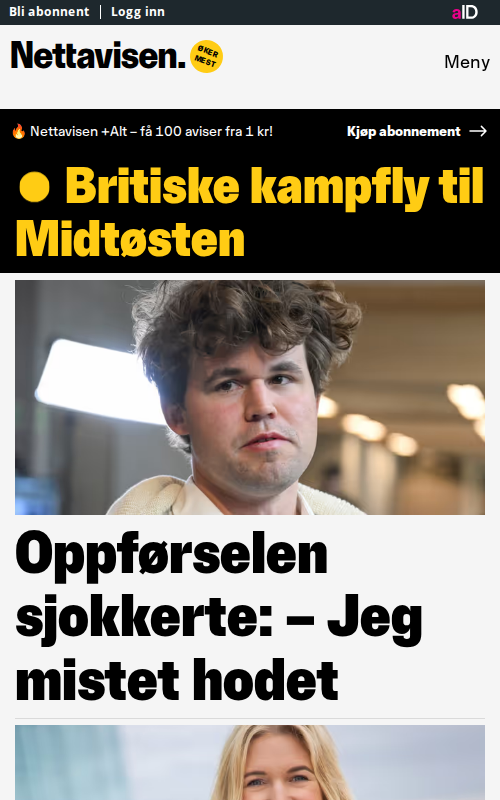 Bli abonnent | Logg inn
aID
Nettavisen.
ØKER
MEST
Meny
Nettavisen +Alt – få 100 aviser fra 1 kr!
Kjøp abonnement →
Britiske kampfly til
Midtøsten
Oppførselen
sjokkerte: – Jeg
mistet hodet